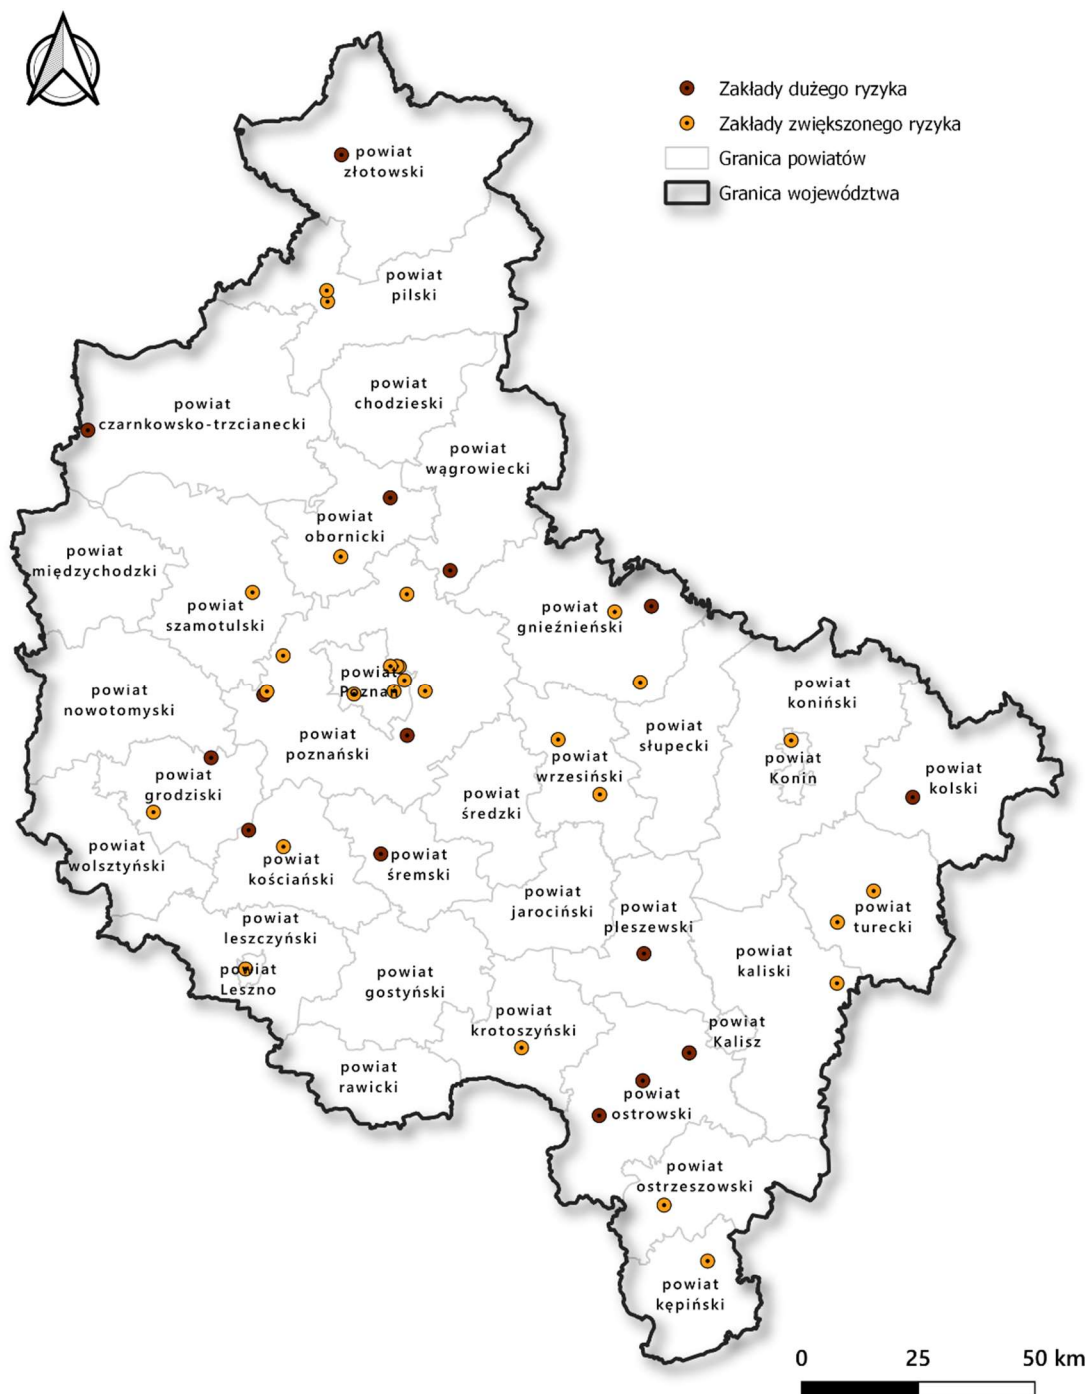 Zakłady dużego ryzyka
Zakłady zwiększonego ryzyka
Granica powiatów
Granica województwa
powiat
złotowski
powiat
pilski
powiat
chodzieski
powiat
czarnkowsko-trzcianecki
powiat
wągrowiecki
powiat
obornicki
powiat
międzychodzki
powiat
szamotulski
powiat
gnieźnieński
powiat
Poznań
powiat
nowotomyski
powiat
koniński
powiat
poznański
powiat
słupecki
powiat
wrzesiński
powiat
Konin
powiat
kolski
powiat
grodziski
powiat
średzki
powiat
wolsztyński
powiat
kościański
powiat
śremski
powiat
jarociński
powiat
pleszewski
powiat
turecki
powiat
leszczyński
powiat
kaliski
powiat
Leszno
powiat
gostyński
powiat
krotoszyński
powiat
Kalisz
powiat
rawicki
powiat
ostrowski
powiat
ostrzeszowski
powiat
kępiński
0 25 50 km